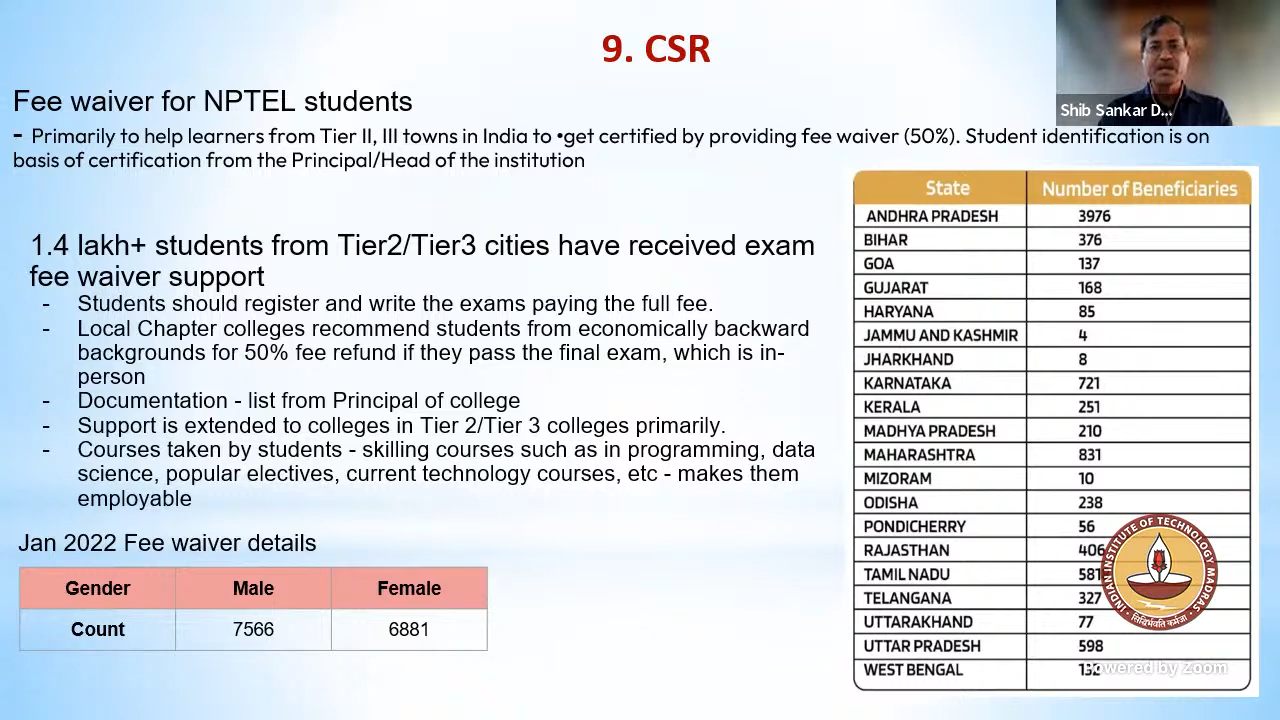 9. CSR
Shib Sankar D...
Fee waiver for NPTEL students
- Primarily to help learners from Tier II, III towns in India to •get certified by providing fee waiver (50%). Student identification is on
basis of certification from the Principal/Head of the institution
1.4 lakh+ students from Tier2/Tier3 cities have received exam
fee waiver support
- Students should register and write the exams paying the full fee.
- Local Chapter colleges recommend students from economically backward
backgrounds for 50% fee refund if they pass the final exam, which is in-
person
- Documentation - list from Principal of college
- Support is extended to colleges in Tier 2/Tier 3 colleges primarily.
- Courses taken by students - skilling courses such as in programming, data
science, popular electives, current technology courses, etc - makes them
employable
Jan 2022 Fee waiver details
Gender Male Female
Count 7566 6881
State Number of Beneficiaries
ANDHRA PRADESH 3976
BIHAR 376
GOA 137
GUJARAT 168
HARYANA 85
JAMMU AND KASHMIR 4
JHARKHAND 8
KARNATAKA 721
KERALA 251
MADHYA PRADESH 210
MAHARASHTRA 831
MIZORAM 10
ODISHA 238
PONDICHERRY 56
RAJASTHAN 406
TAMIL NADU
TELANGANA 327
UTTARAKHAND 77
UTTAR PRADESH 598
WEST BENGAL
INDIAN INSTITUTE OF TECHNOLOGY MADRAS
सिद्धिर्भवति कर्मजा
Powered by Zoom